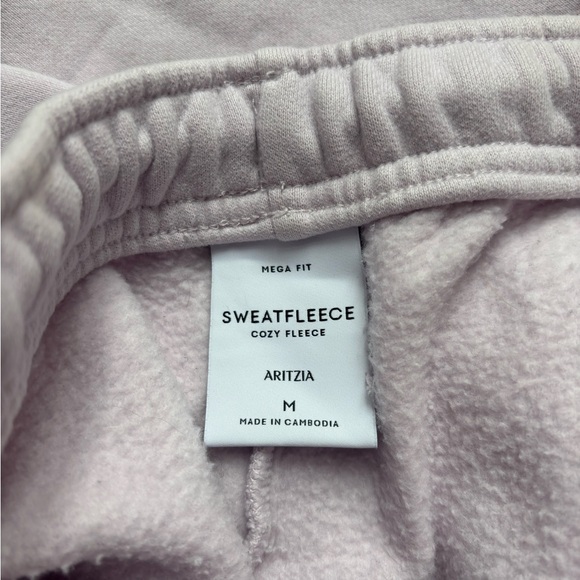 MEGA FIT
SWEATFLEECE
COZY FLEECE
ARITZIA
M
MADE IN CAMBODIA